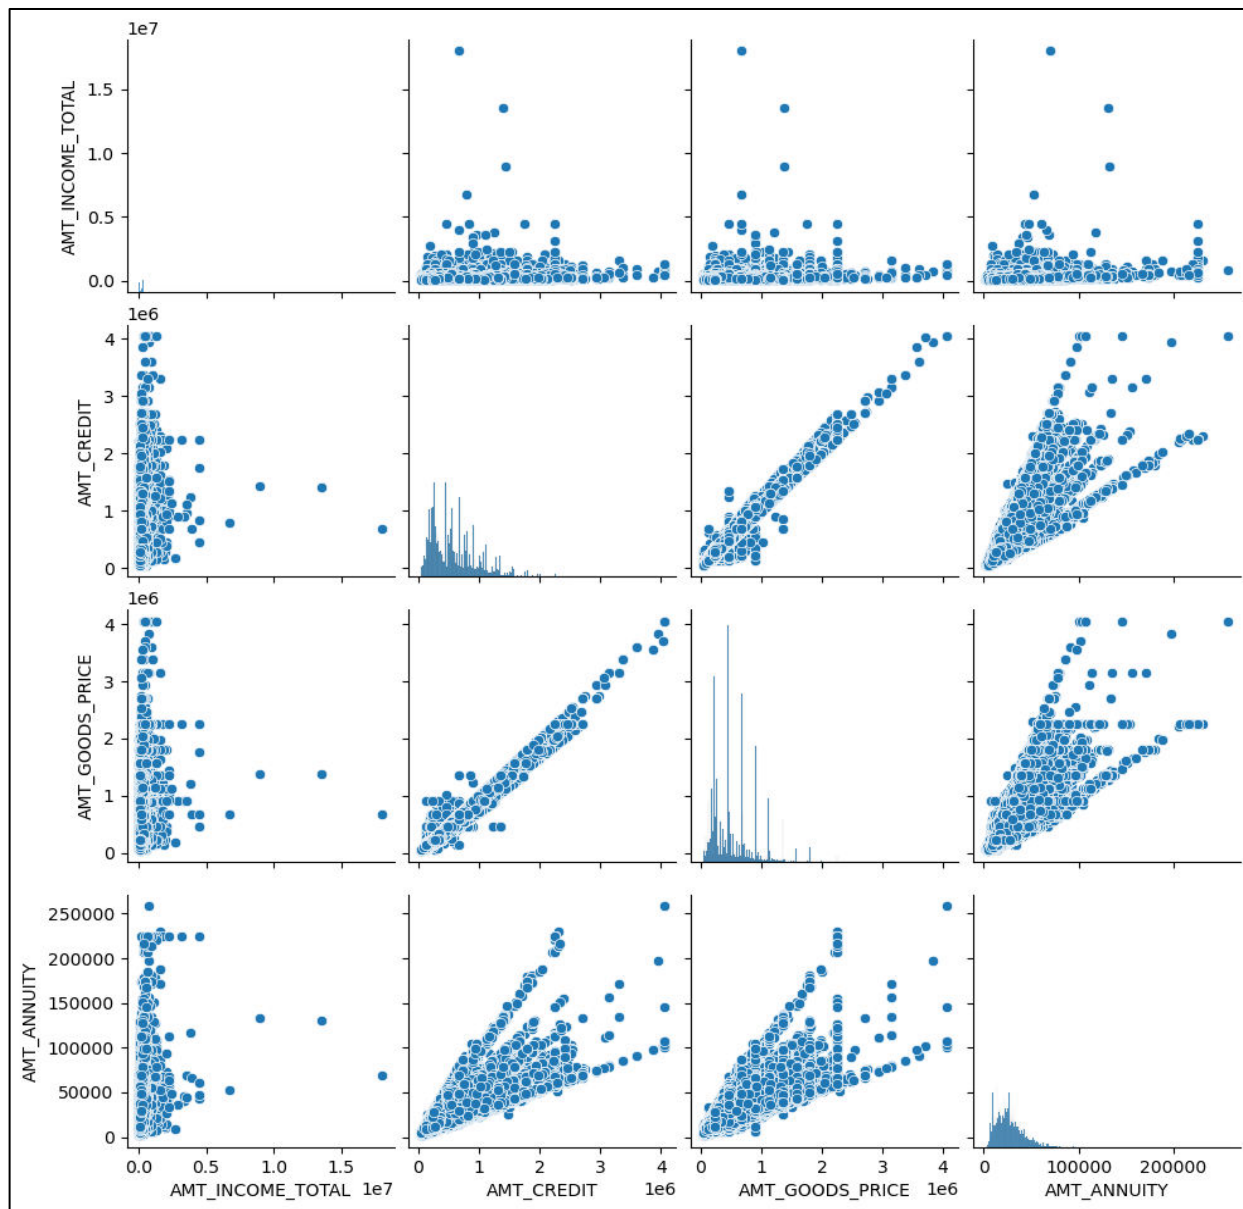 1e7
1.5
1.0
0.5
0.0
AMT_INCOME_TOTAL
1e6
4
3
2
1
0
AMT_CREDIT
1e6
4
3
2
1
0
AMT_GOODS_PRICE
250000
200000
150000
100000
50000
0
AMT_ANNUITY
0.0 0.5 1.0 1.5 0 1 2 3 4 0 1 2 3 4 0 100000 200000
AMT_INCOME_TOTAL 1e7 AMT_CREDIT 1e6 AMT_GOODS_PRICE 1e6 AMT_ANNUITY